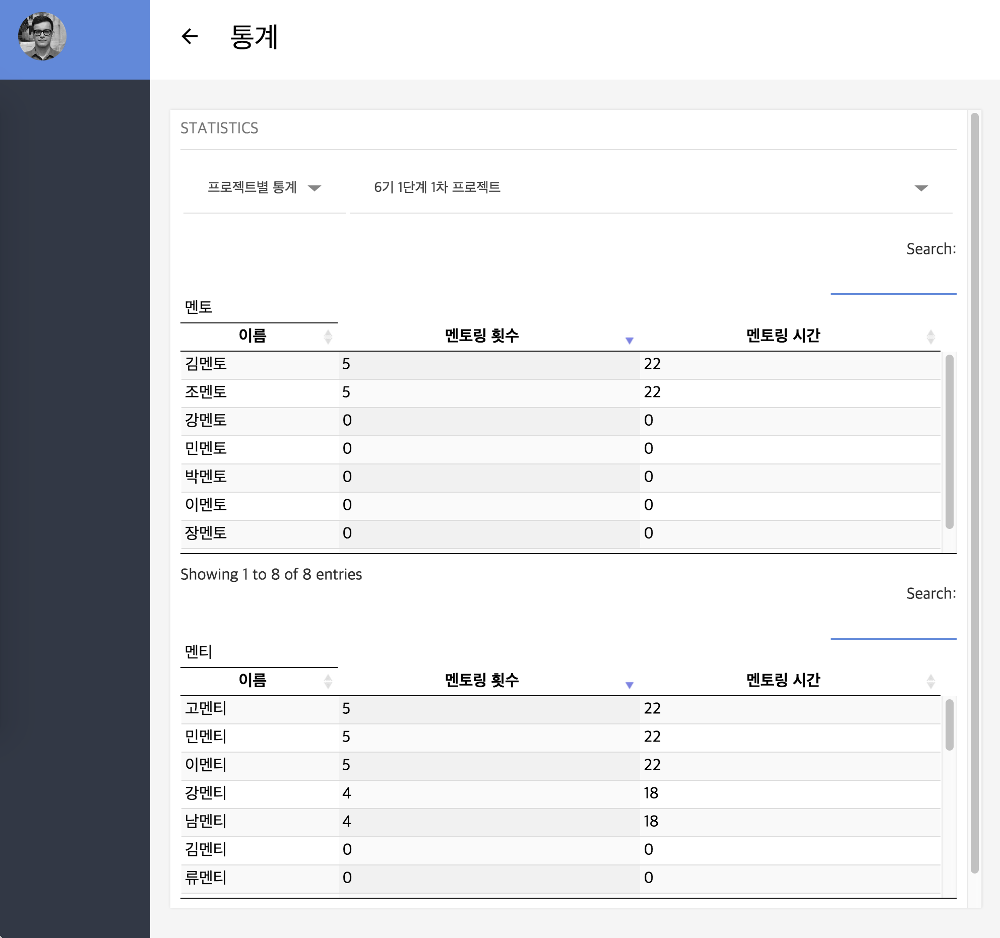 통계
STATISTICS
프로젝트별 통계 6기 1단계 1차 프로젝트
Search:
멘토
이름 멘토링 횟수 멘토링 시간
김멘토 5 22
조멘토 5 22
강멘토 0 0
민멘토 0 0
박멘토 0 0
이멘토 0 0
장멘토 0 0
Showing 1 to 8 of 8 entries
Search:
멘티
이름 멘토링 횟수 멘토링 시간
고멘티 5 22
민멘티 5 22
이멘티 5 22
강멘티 4 18
남멘티 4 18
김멘티 0 0
류멘티 0 0